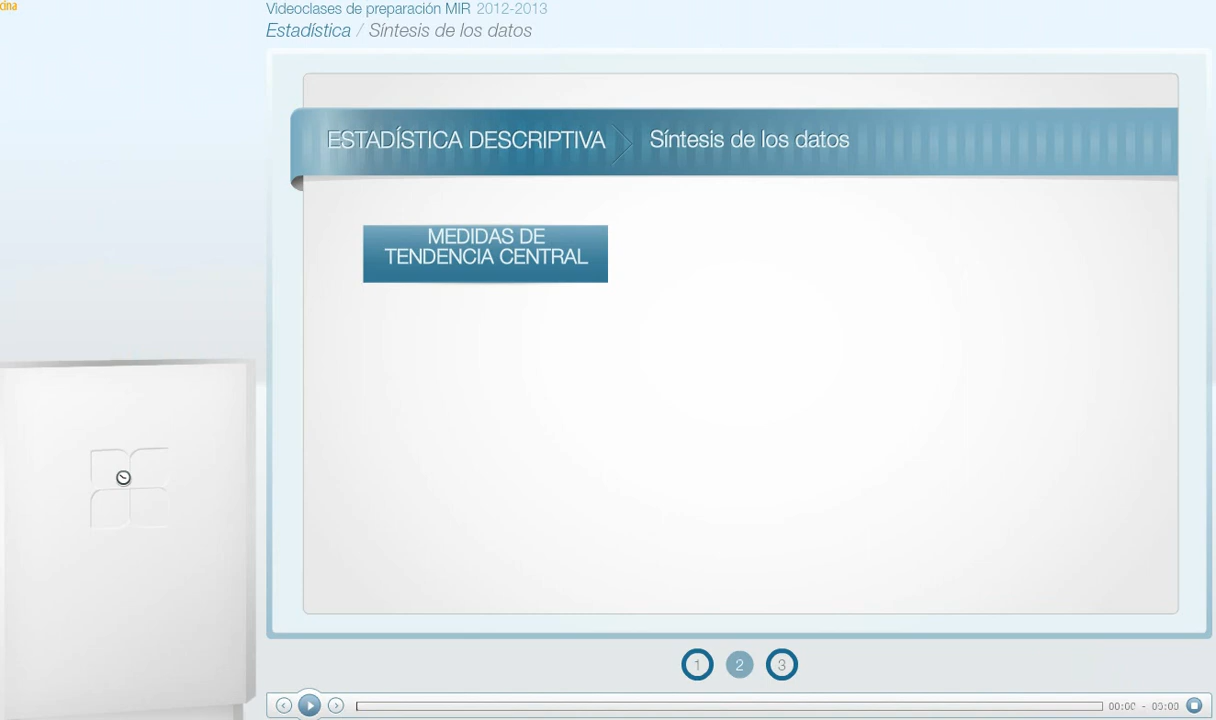 cina
Videoclases de preparación MIR 2012-2013
Estadística / Síntesis de los datos
ESTADÍSTICA DESCRIPTIVA Síntesis de los datos
MEDIDAS DE
TENDENCIA CENTRAL
1 2 3
00:00 - 00:00